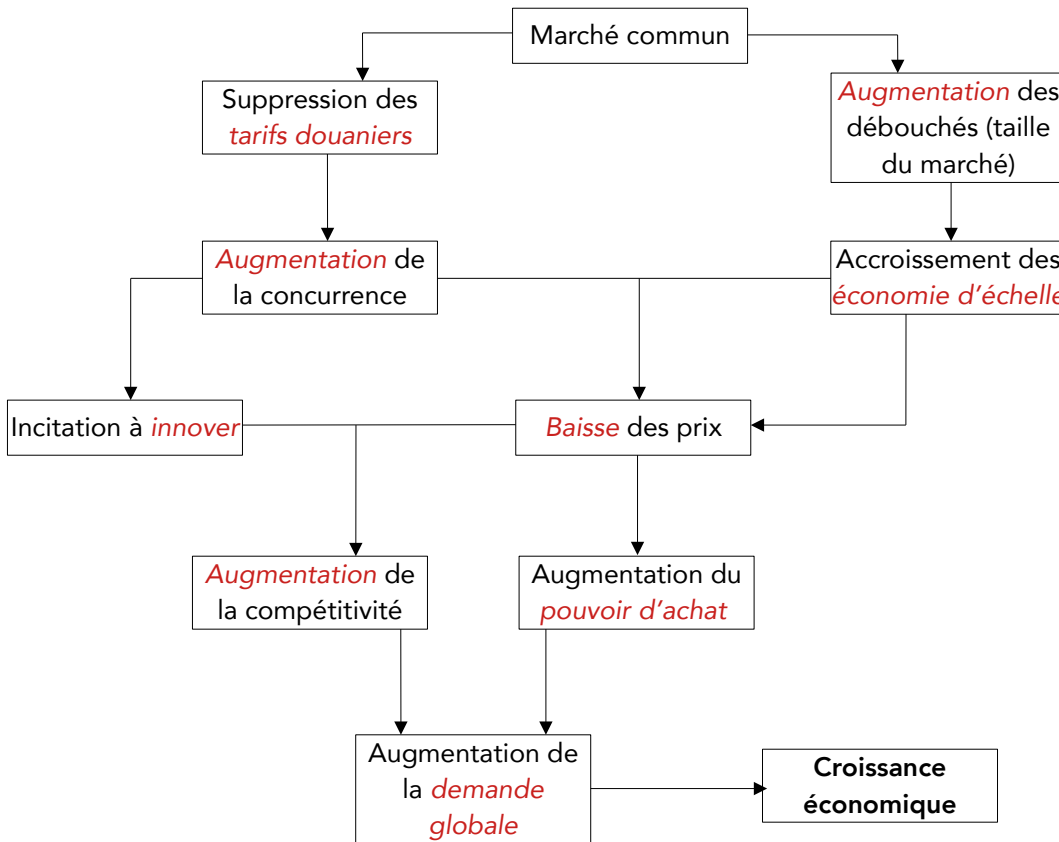 Marché commun
Suppression des
tarifs douaniers
Augmentation des
débouchés (taille
du marché)
Augmentation de
la concurrence
Accroissement des
économie d'échelle
Incitation à innover
Baisse des prix
Augmentation de
la compétitivité
Augmentation du
pouvoir d'achat
Augmentation de
la demande
globale
Croissance
économique